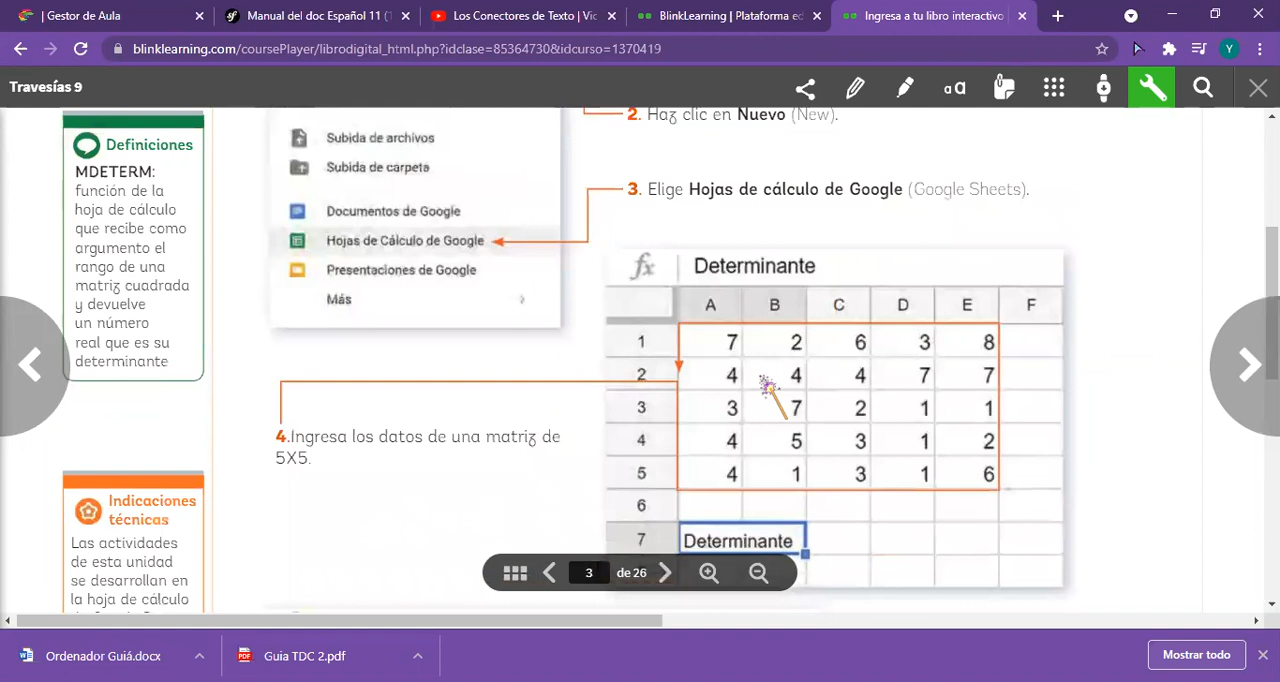 | Gestor de Aula
Manual del doc Español 11 (1
Los Conectores de Texto | Vic
BlinkLearning | Plataforma ed
Ingresa a tu libro interactivo
blinklearning.com/coursePlayer/librodigital_html.php?idclase=85364730&idcurso=1370419
Y
Travesías 9
aa
Definiciones
MDETERM:
función de la
hoja de cálculo
que recibe como
argumento el
rango de una
matriz cuadrada
y devuelve
un número
real que es su
determinante
Indicaciones
técnicas
Las actividades
de esta unidad
se desarrollan en
la hoja de cálculo
Subida de archivos
Subida de carpeta
Documentos de Google
Hojas de Cálculo de Google
Presentaciones de Google
Más
2. Haz clic en Nuevo (New).
3. Elige Hojas de cálculo de Google (Google Sheets).
4.Ingresa los datos de una matriz de
5X5.
fx Determinante
A B C D E F
1 7 2 6 3 8
2 4 4 4 7 7
3 3 7 2 1 1
4 4 5 3 1 2
5 4 1 3 1 6
6
7 Determinante
3 de 26
Ordenador Guiá.docx
PDF
Guia TDC 2.pdf
Mostrar todo